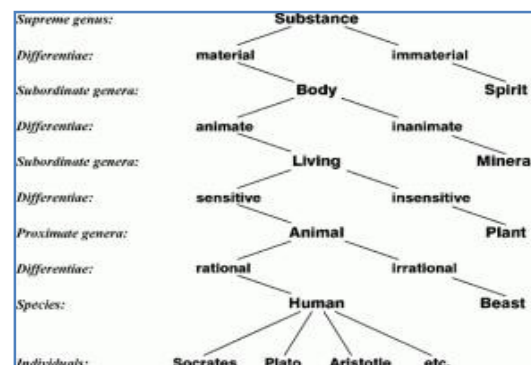 Supreme genus: Substance
Differentiae: material immaterial
Subordinate genera: Body Spirit
Differentiae: animate inanimate
Subordinate genera: Living Minera
Differentiae: sensitive insensitive
Proximate genera: Animal Plant
Differentiae: rational irrational
Species: Human Beast
Individuals: Socrates Plato Aristotle etc.